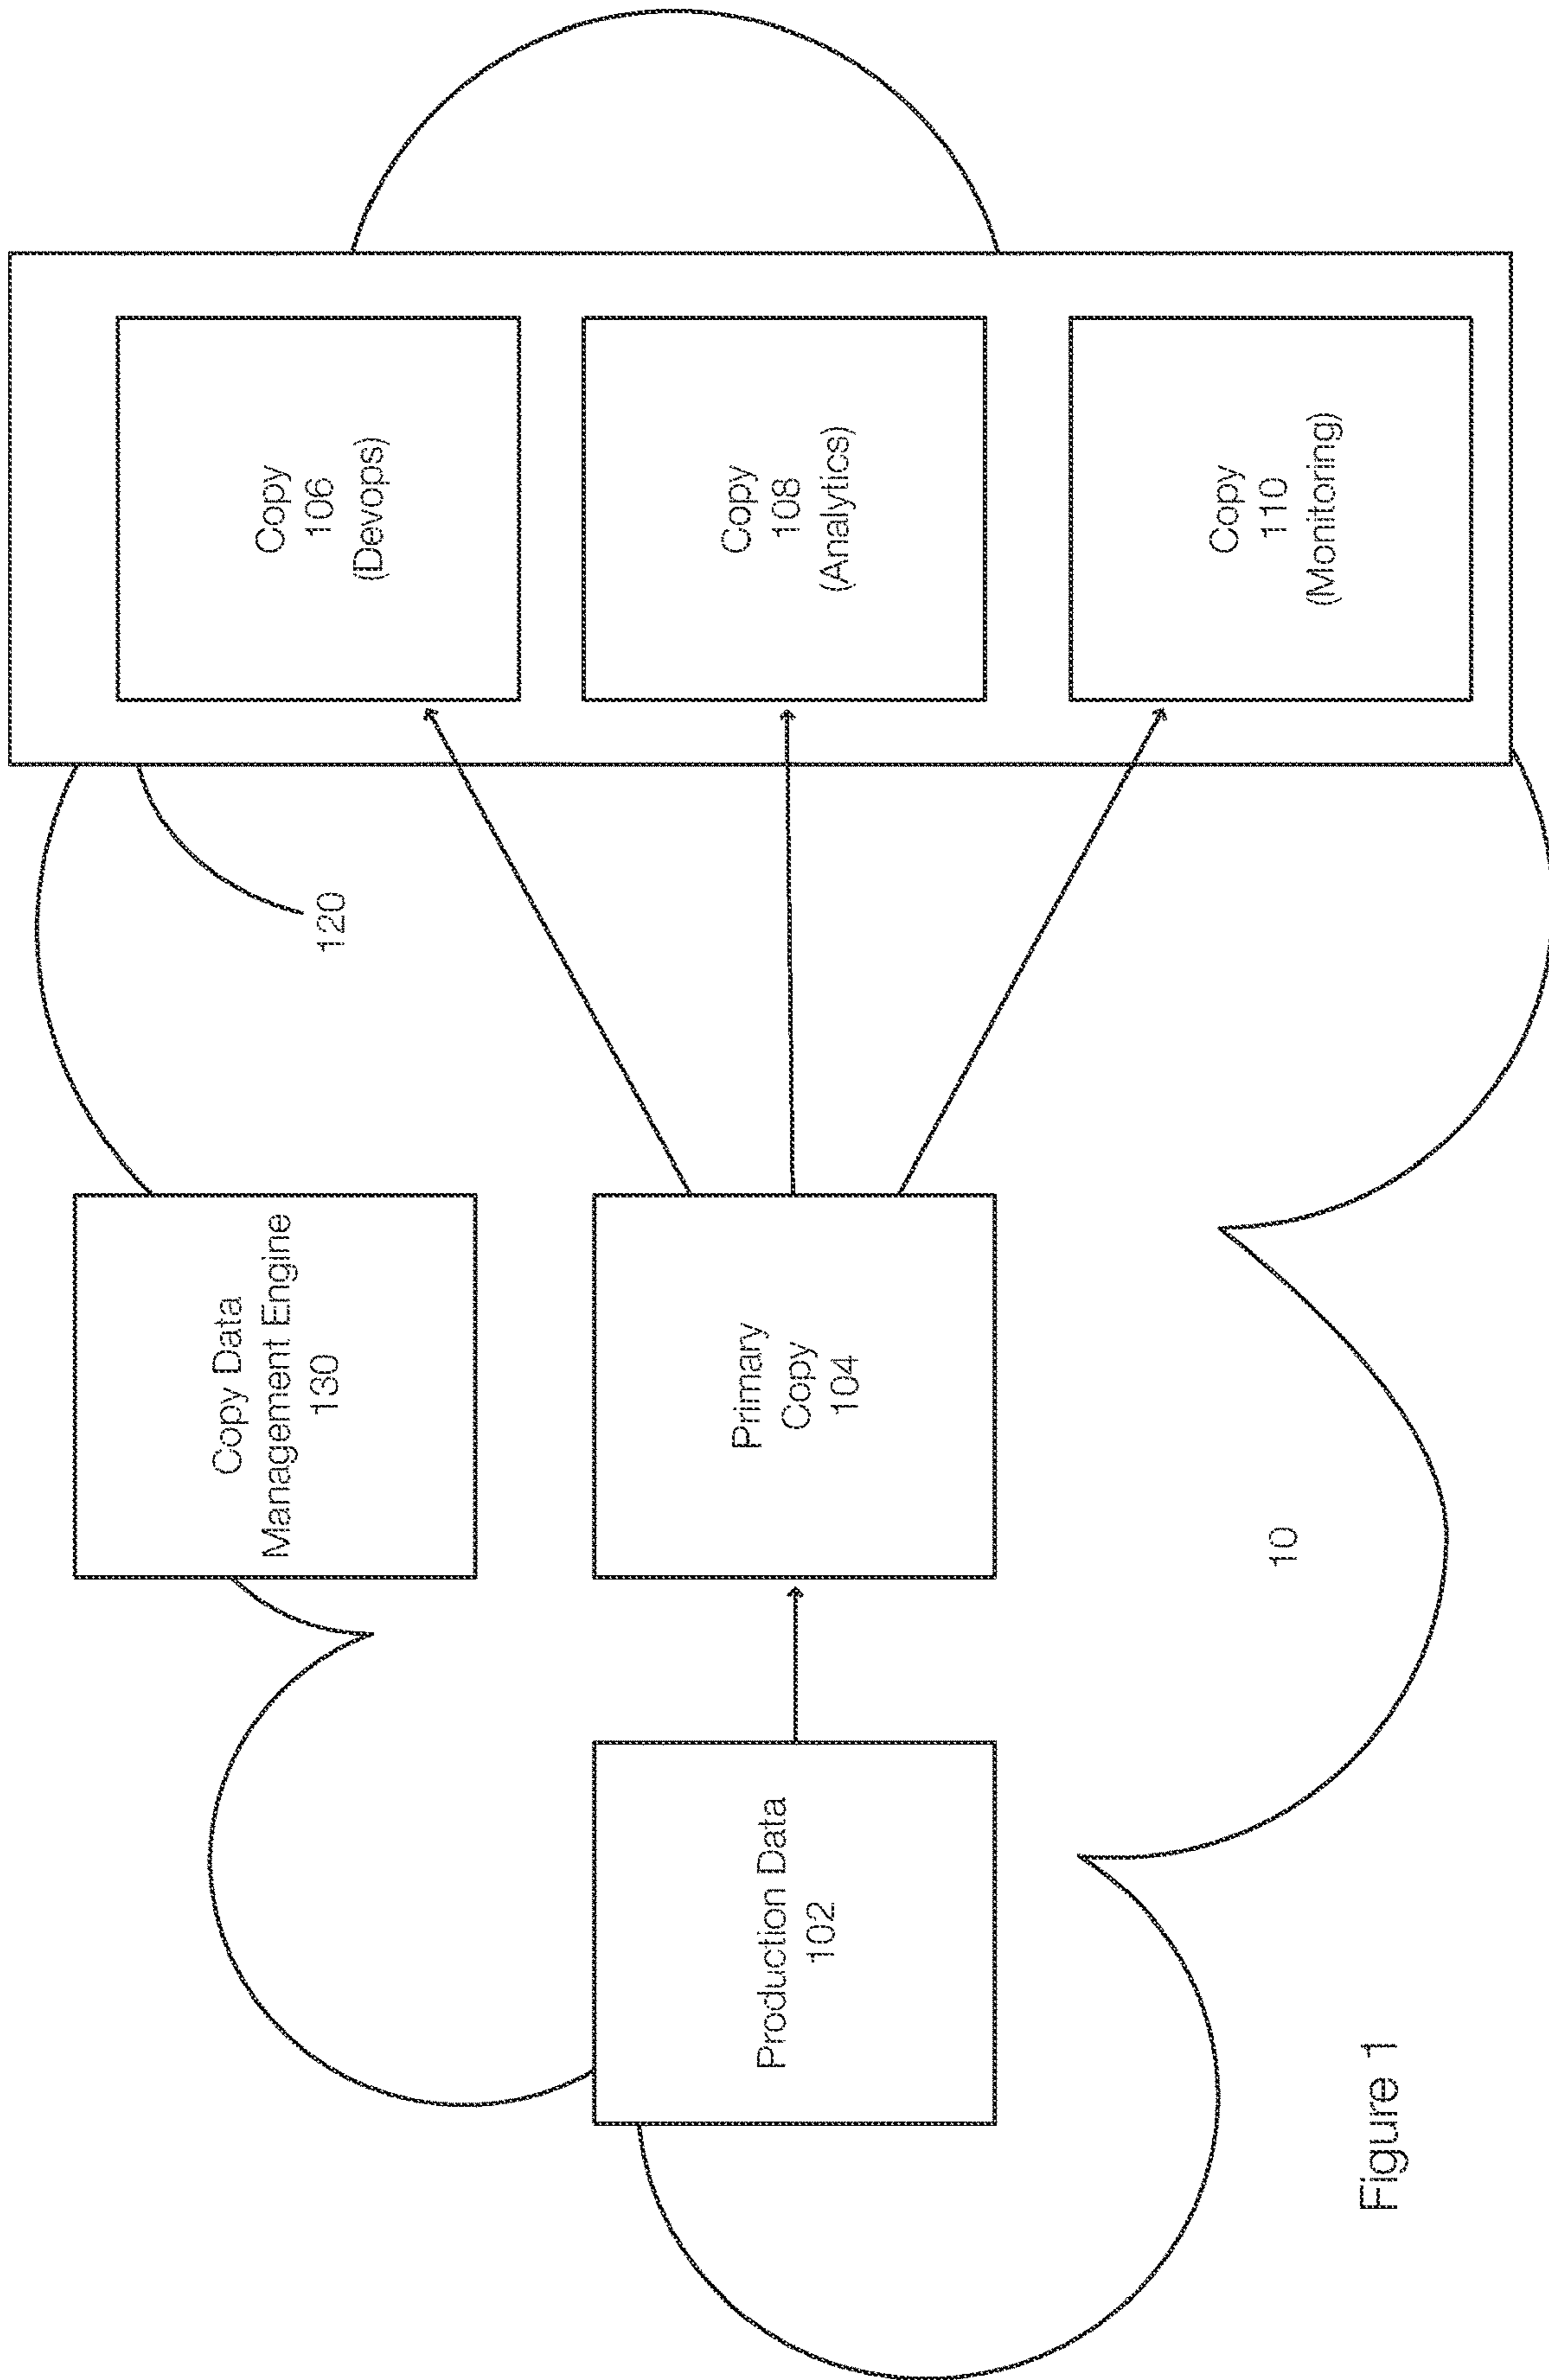 Copy Data
Management Engine
130
120
Production Data
102
Primary
Copy
104
Copy
106
(Devops)
Copy
108
(Analytics)
Copy
110
(Monitoring)
10
Figure 1